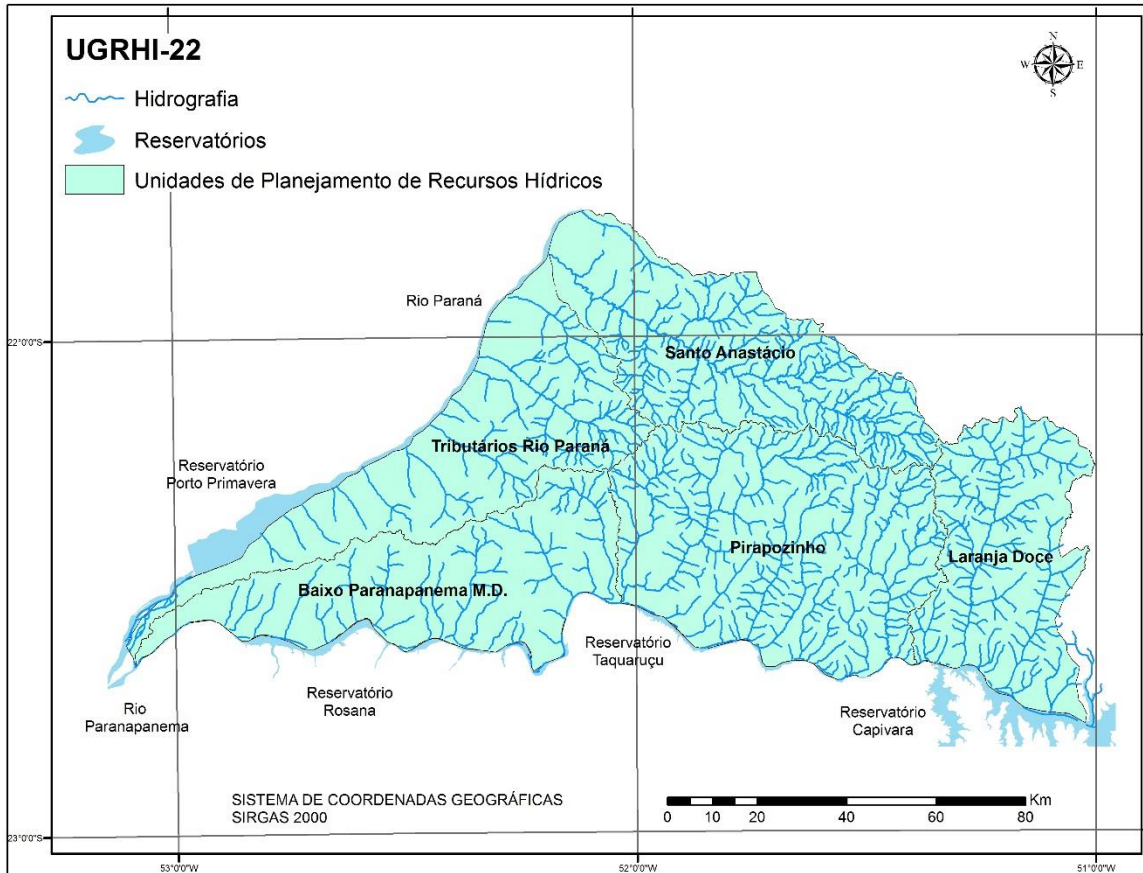 UGRHI-22
Hidrografia
Reservatórios
Unidades de Planejamento de Recursos Hídricos
N
W
E
S
Rio Paraná
22°0'0"S
Santo Anastácio
Tributários Rio Paraná
Reservatório
Porto Primavera
Pirapozinho
Laranja Doce
Baixo Paranapanema M.D.
Reservatório
Taquaruçu
Reservatório
Rosana
Rio
Paranapanema
Reservatório
Capivara
SISTEMA DE COORDENADAS GEOGRÁFICAS
SIRGAS 2000
Km
0 5 10 15 20 40 60 80
23°0'0"S
53°0'0"W
52°0'0"W
51°0'0"W